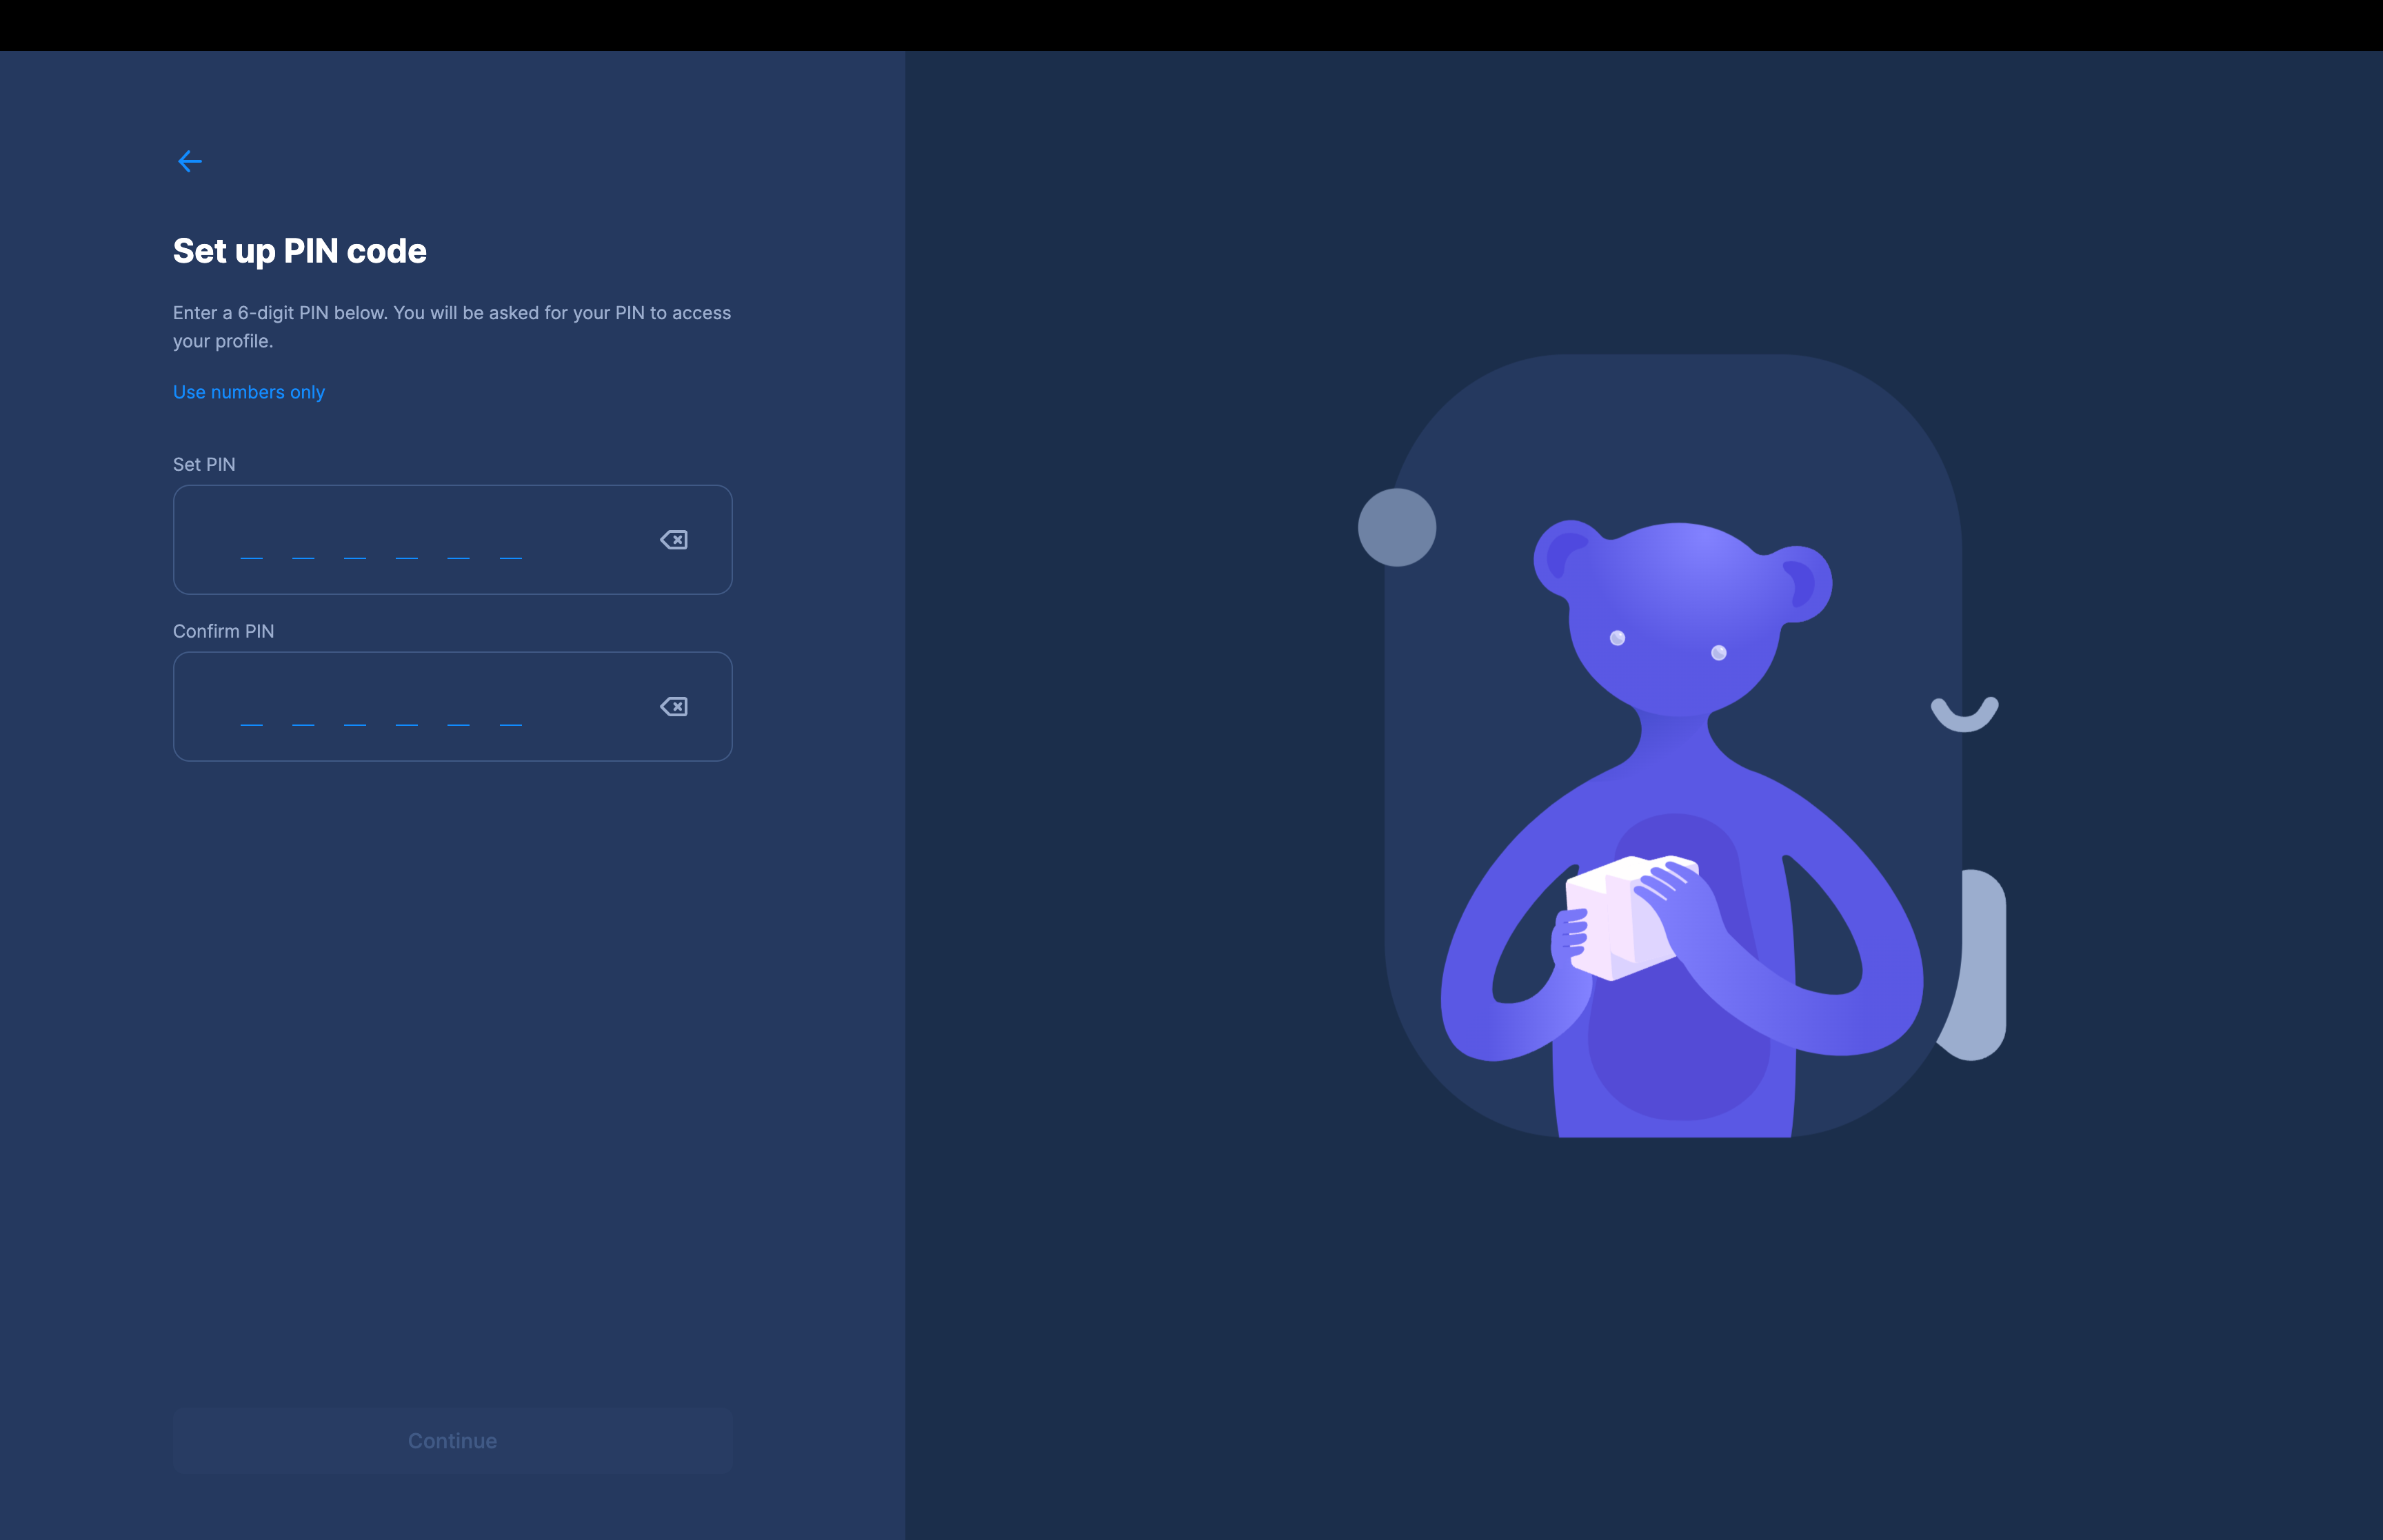 Set up PIN code
Enter a 6-digit PIN below. You will be asked for your PIN to access
your profile.
Use numbers only
Set PIN
Confirm PIN
Continue